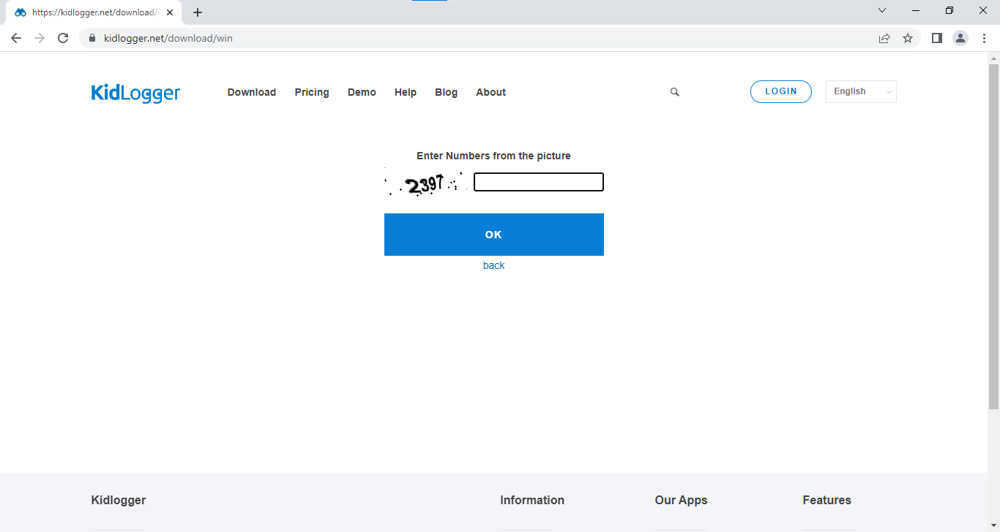 https://kidlogger.net/download/
kidlogger.net/download/win
KidLogger
Download Pricing Demo Help Blog About
LOGIN
English
Enter Numbers from the picture
2397
OK
back
Kidlogger Information Our Apps Features